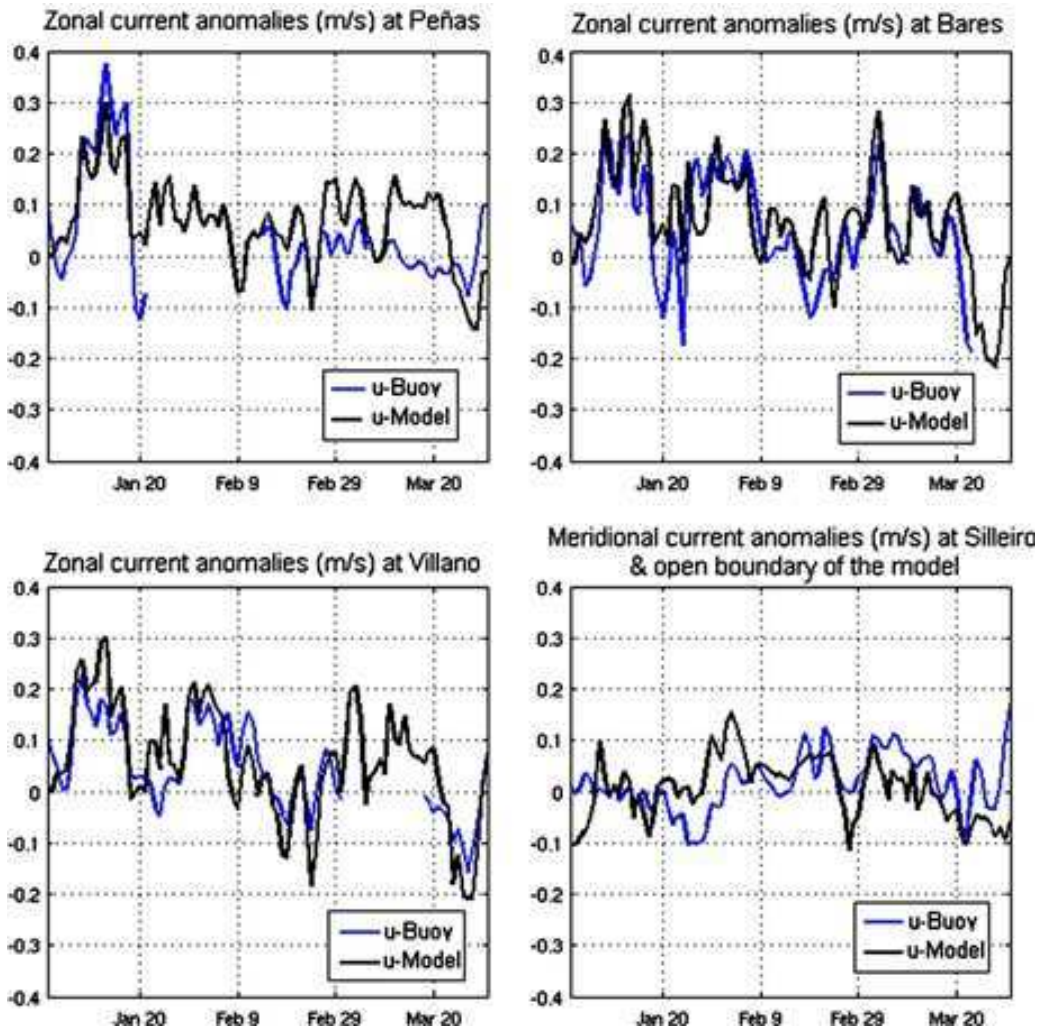 Zonal current anomalies (m/s) at Peñas
0.4
0.3
0.2
0.1
0
-0.1
-0.2
-0.3
-0.4
Jan 20
Feb 9
Feb 29
Mar 20
u-Buoy
u-Model
Zonal current anomalies (m/s) at Bares
0.4
0.3
0.2
0.1
0
-0.1
-0.2
-0.3
-0.4
Jan 20
Feb 9
Feb 29
Mar 20
u-Buoy
u-Model
Zonal current anomalies (m/s) at Villano
0.4
0.3
0.2
0.1
0
-0.1
-0.2
-0.3
-0.4
Jan 20
Feb 9
Feb 29
Mar 20
u-Buoy
u-Model
Meridional current anomalies (m/s) at Silleiro
& open boundary of the model
0.4
0.3
0.2
0.1
0
-0.1
-0.2
-0.3
-0.4
Jan 20
Feb 9
Feb 29
Mar 20
u-Buoy
u-Model